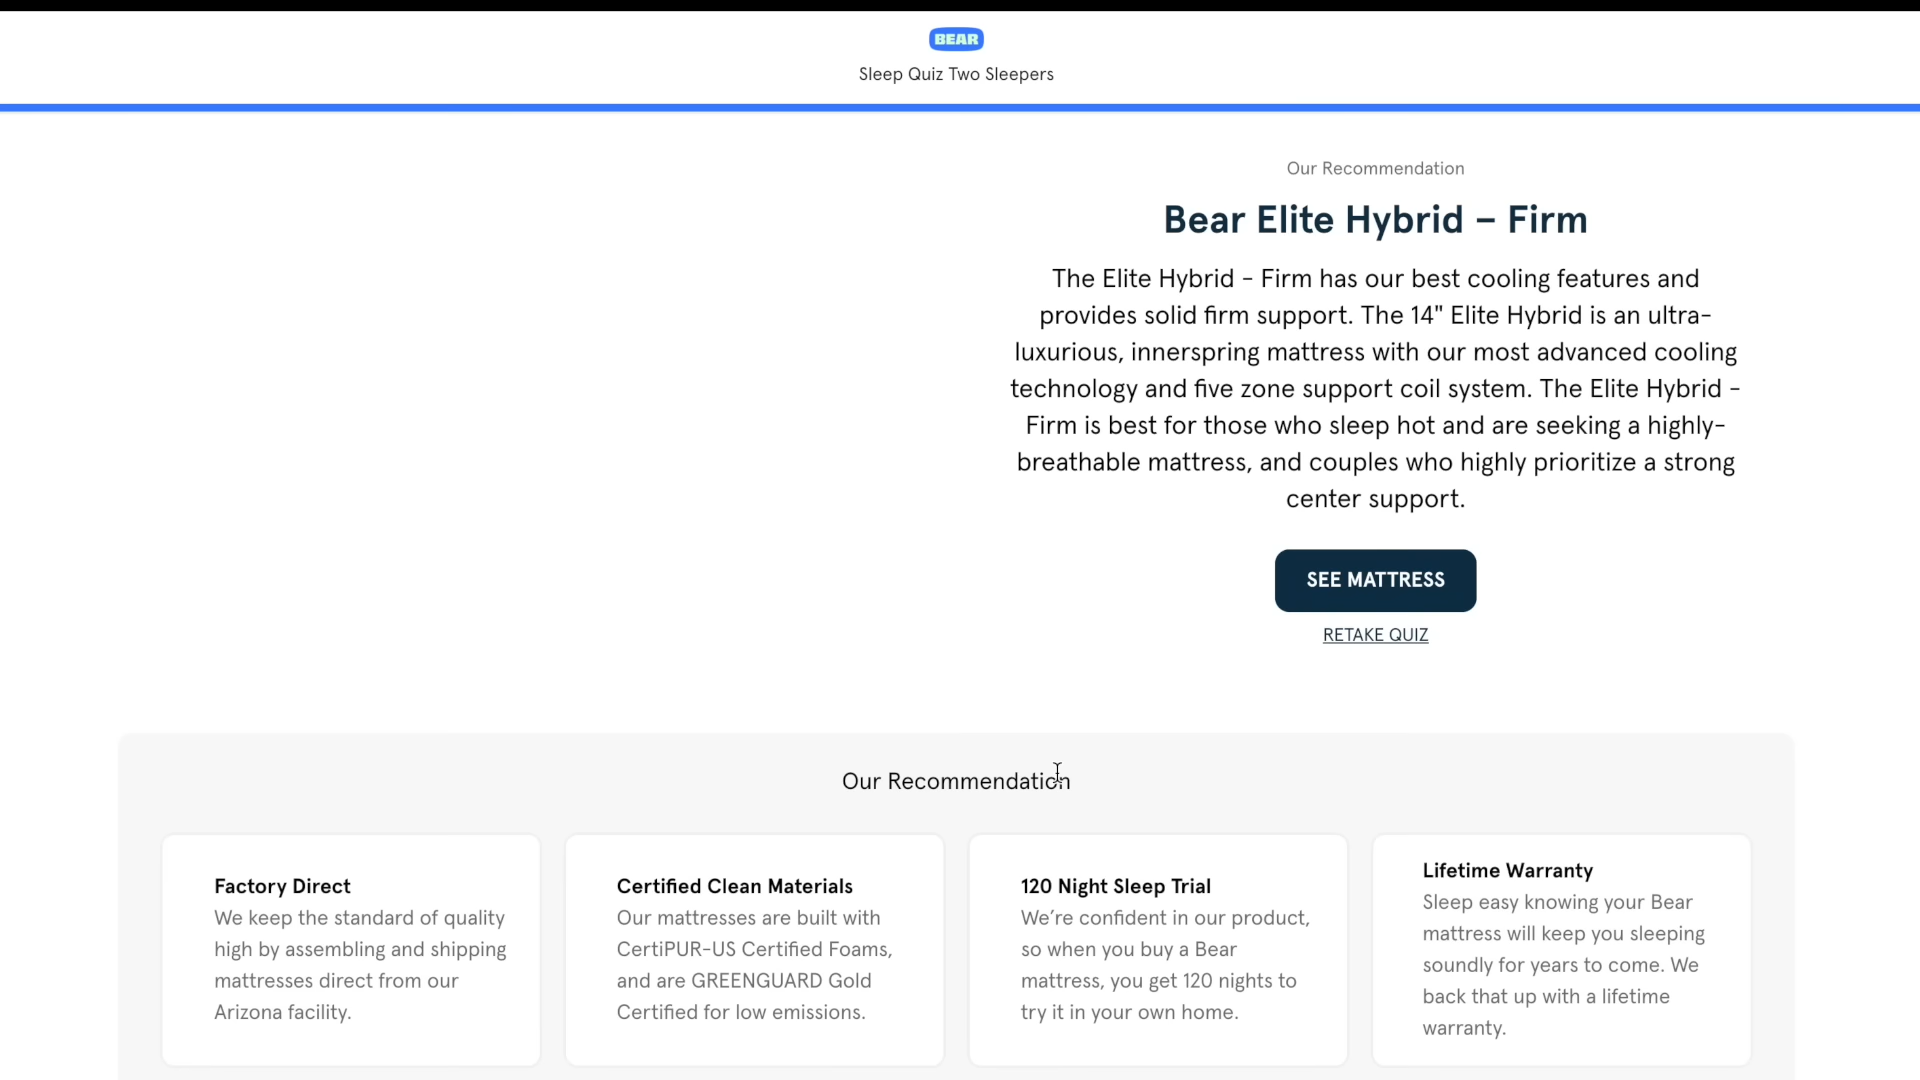 BEAR
Sleep Quiz Two Sleepers
Our Recommendation
Bear Elite Hybrid – Firm
The Elite Hybrid - Firm has our best cooling features and
provides solid firm support. The 14" Elite Hybrid is an ultra-
luxurious, innerspring mattress with our most advanced cooling
technology and five zone support coil system. The Elite Hybrid -
Firm is best for those who sleep hot and are seeking a highly-
breathable mattress, and couples who highly prioritize a strong
center support.
SEE MATTRESS
RETAKE QUIZ
Our Recommendation
Factory Direct
We keep the standard of quality
high by assembling and shipping
mattresses direct from our
Arizona facility.
Certified Clean Materials
Our mattresses are built with
CertiPUR-US Certified Foams,
and are GREENGUARD Gold
Certified for low emissions.
120 Night Sleep Trial
We’re confident in our product,
so when you buy a Bear
mattress, you get 120 nights to
try it in your own home.
Lifetime Warranty
Sleep easy knowing your Bear
mattress will keep you sleeping
soundly for years to come. We
back that up with a lifetime
warranty.